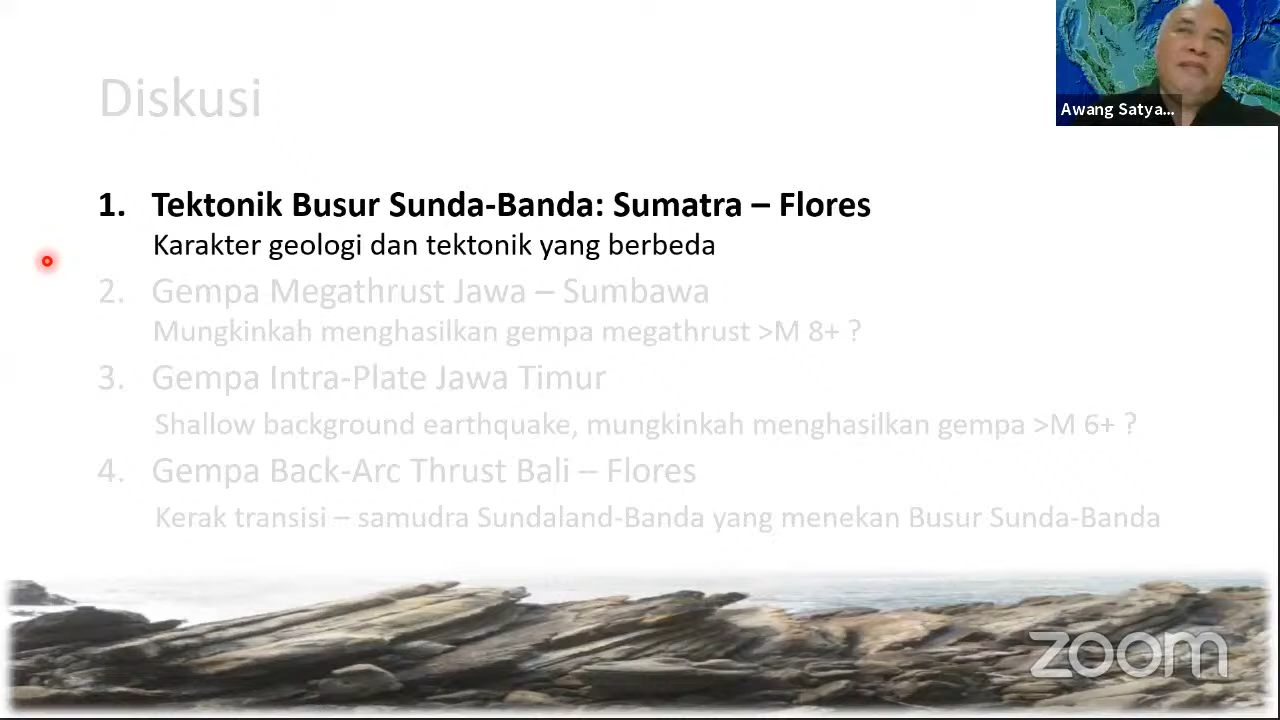 Diskusi
Awang Satya...
1. Tektonik Busur Sunda-Banda: Sumatra – Flores
Karakter geologi dan tektonik yang berbeda
2. Gempa Megathrust Jawa – Sumbawa
Mungkinkah menghasilkan gempa megathrust >M 8+ ?
3. Gempa Intra-Plate Jawa Timur
Shallow background earthquake, mungkinkah menghasilkan gempa >M 6+ ?
4. Gempa Back-Arc Thrust Bali – Flores
Kerak transisi – samudra Sundaland-Banda yang menekan Busur Sunda-Banda
zoom